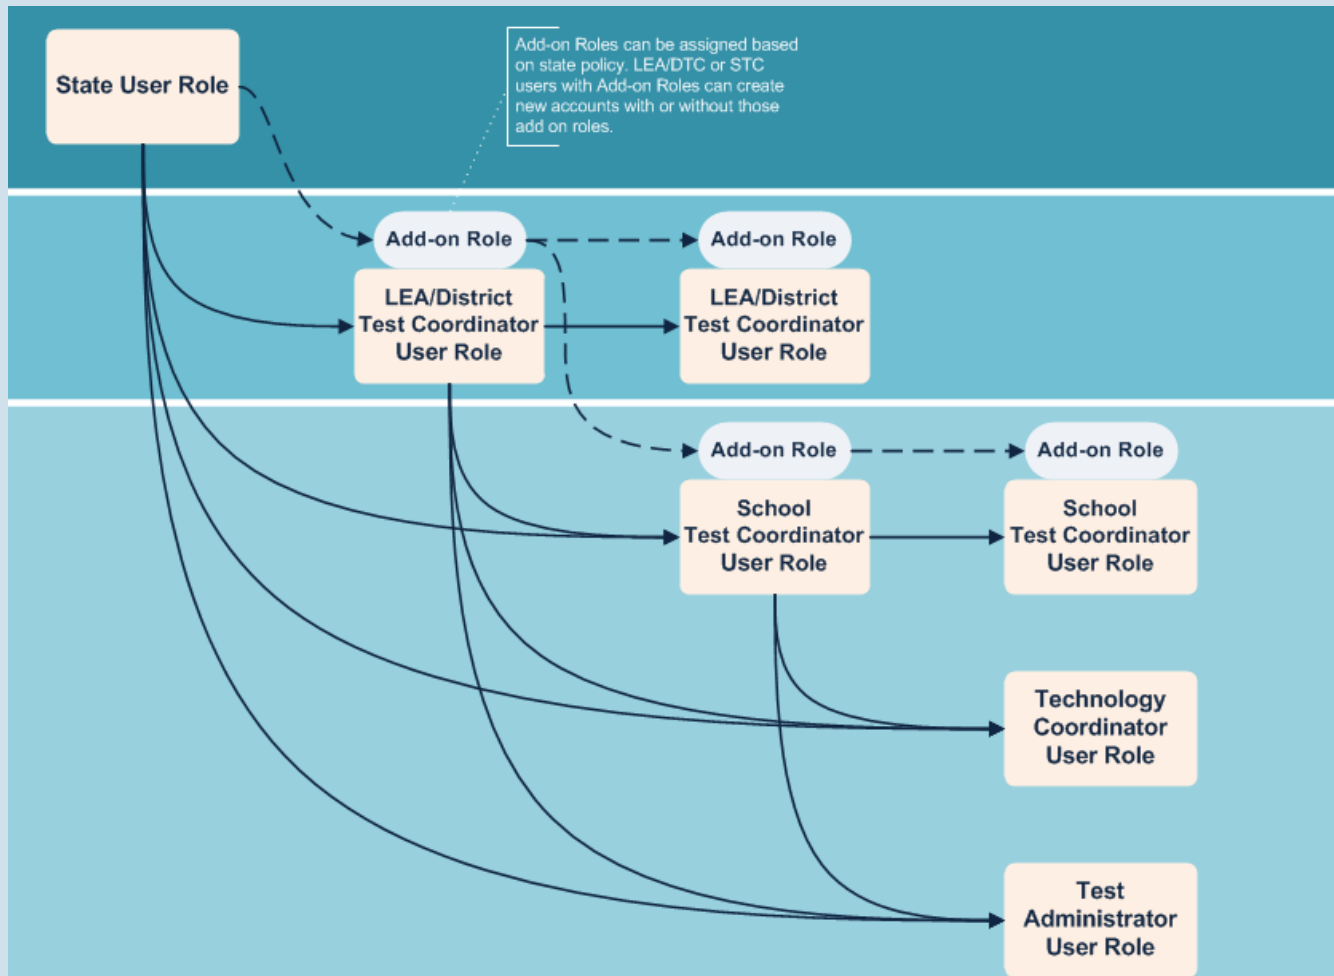 State User Role
Add-on Roles can be assigned based
on state policy. LEA/DTC or STC
users with Add-on Roles can create
new accounts with or without those
add on roles.
Add-on Role
LEA/District
Test Coordinator
User Role
Add-on Role
LEA/District
Test Coordinator
User Role
Add-on Role
School
Test Coordinator
User Role
Add-on Role
School
Test Coordinator
User Role
Technology
Coordinator
User Role
Test
Administrator
User Role